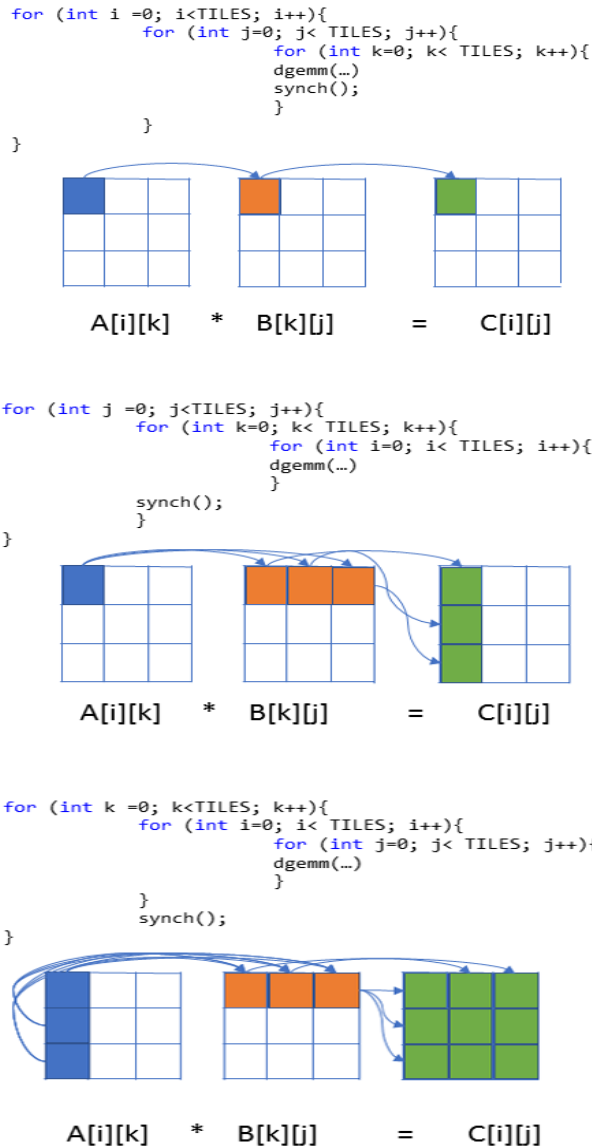 for (int i =0; i<TILES; i++){
for (int j=0; j< TILES; j++){
for (int k=0; k< TILES; k++){
dgemm(…)
synch();
}
}
}
A[i][k] * B[k][j] = C[i][j]
for (int j =0; j<TILES; j++){
for (int k=0; k< TILES; k++){
for (int i=0; i< TILES; i++){
dgemm(…)
}
synch();
}
}
A[i][k] * B[k][j] = C[i][j]
for (int k =0; k<TILES; k++){
for (int i=0; i< TILES; i++){
for (int j=0; j< TILES; j++){
dgemm(…)
}
}
synch();
}
A[i][k] * B[k][j] = C[i][j]